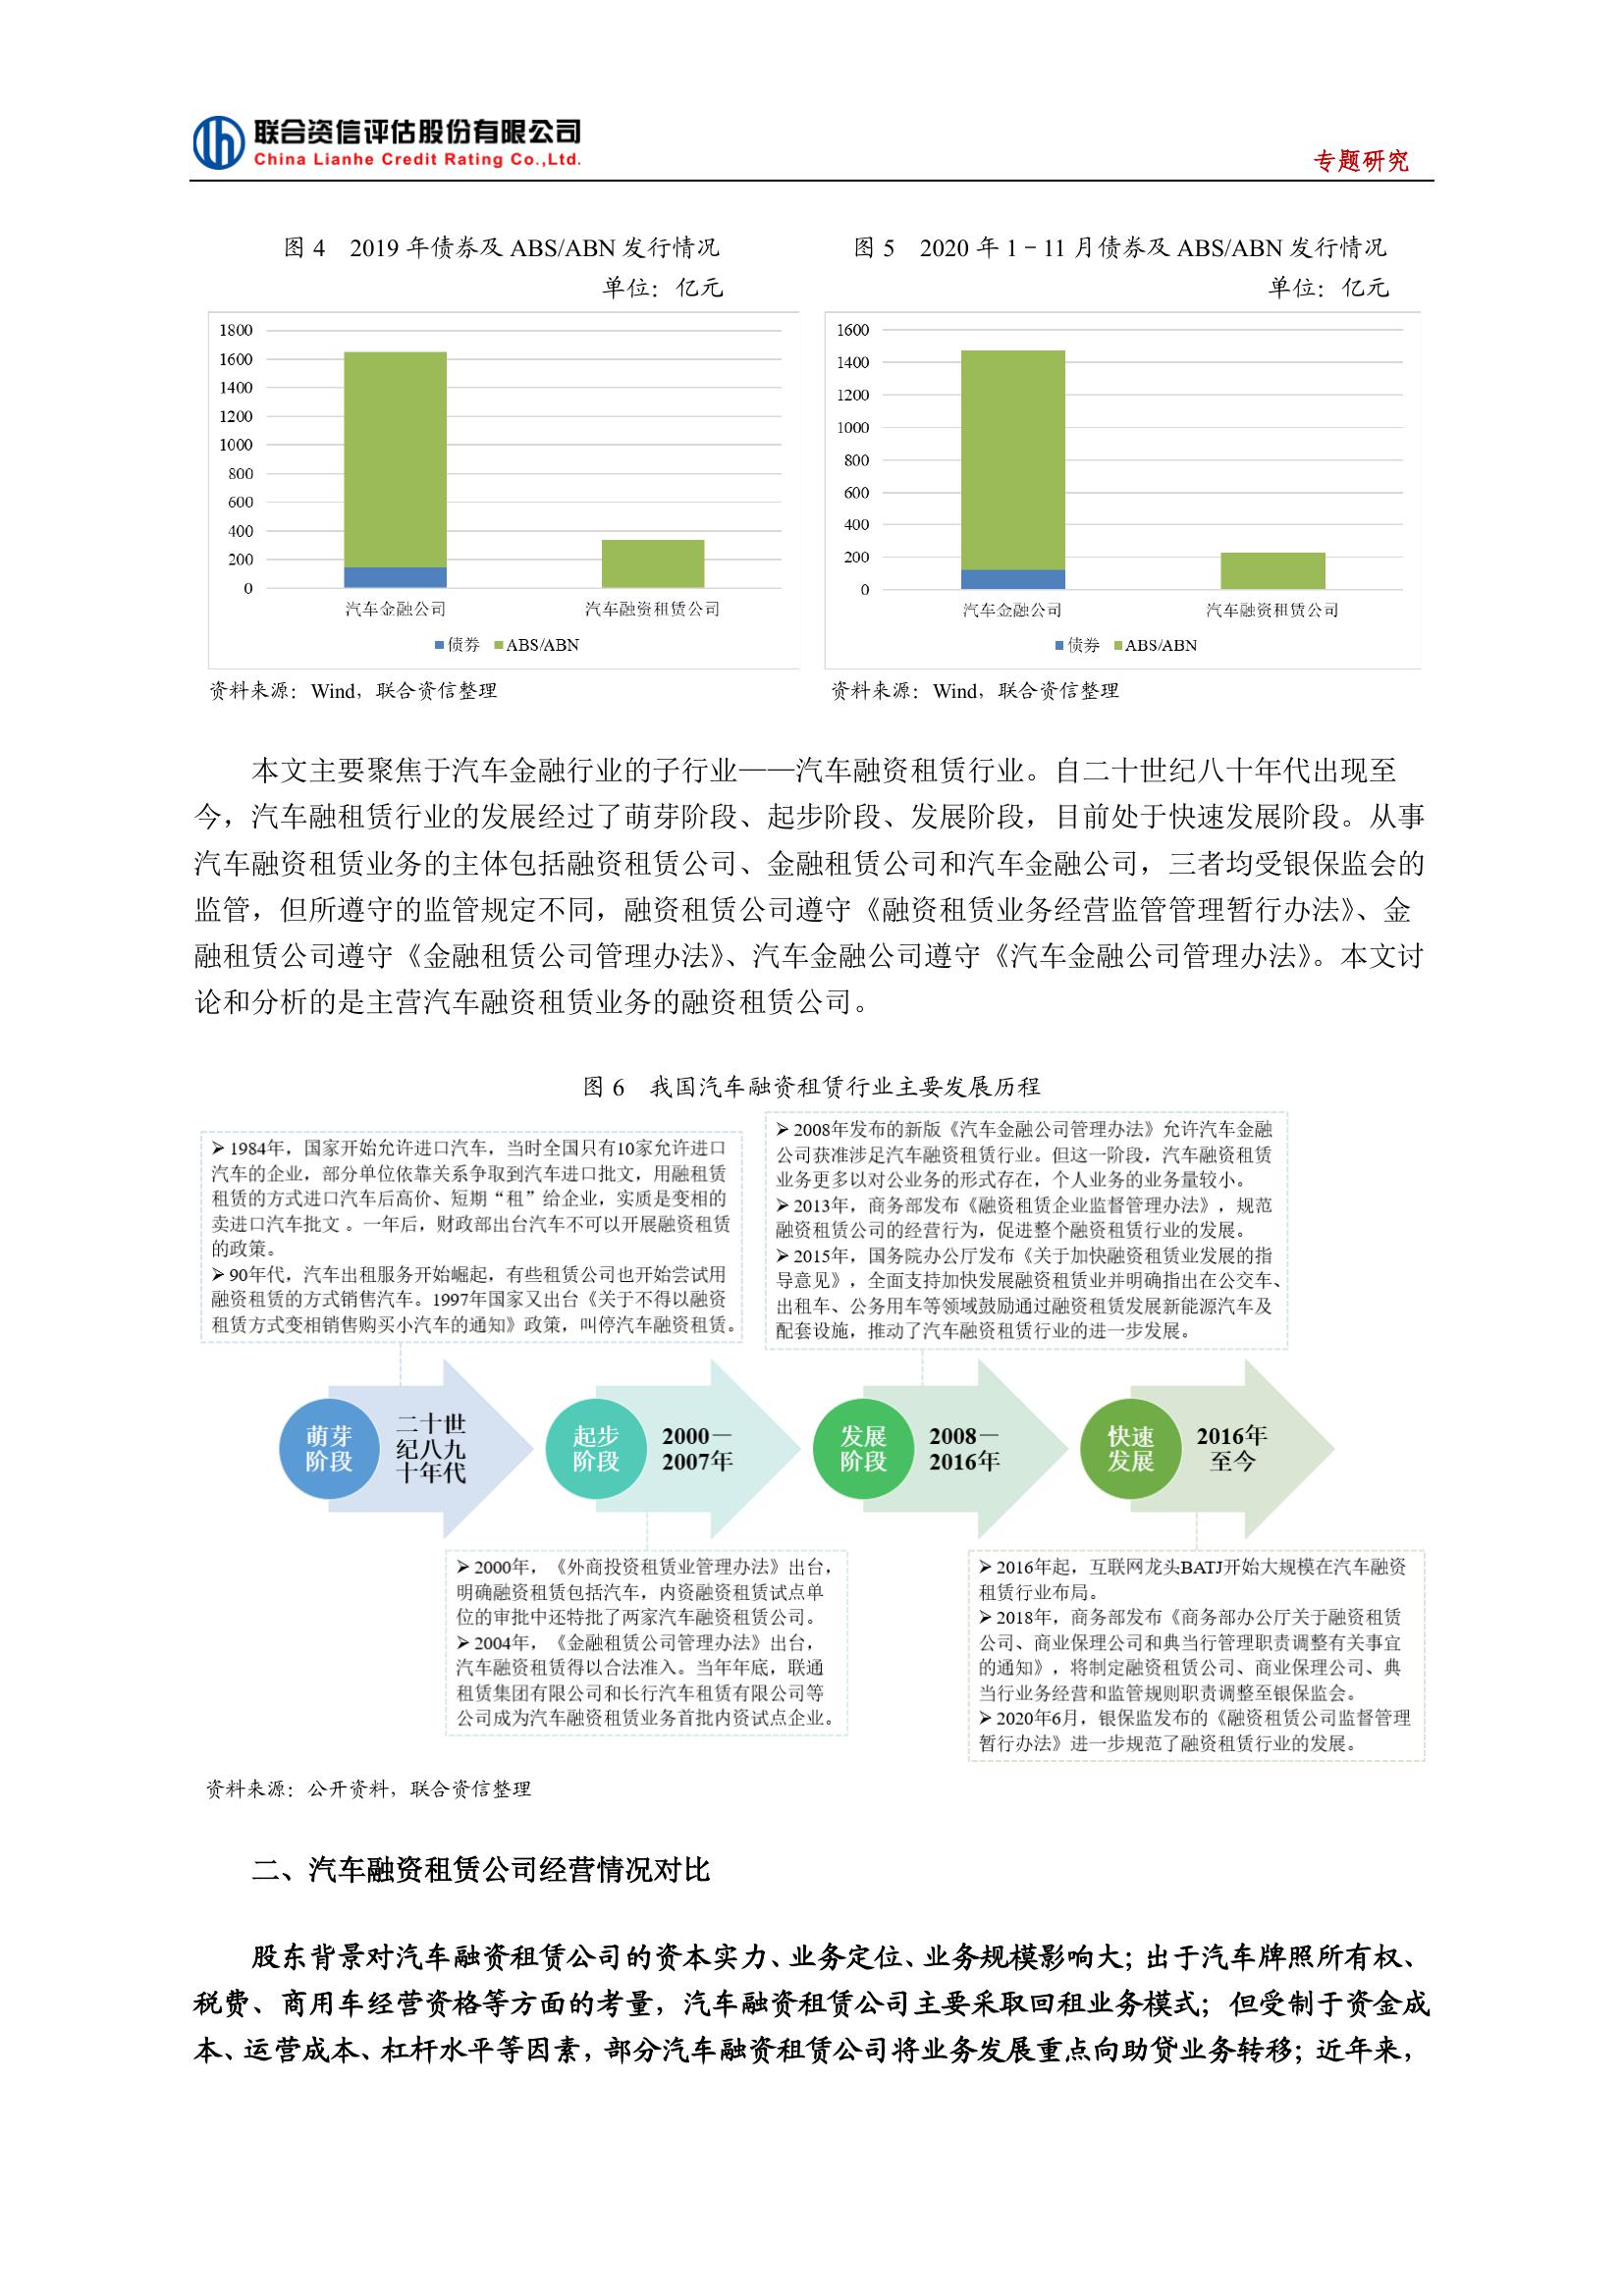 联合资信评估股份有限公司
China Lianhe Credit Rating Co.,Ltd.
专题研究
图 4 2019 年债券及 ABS/ABN 发行情况
单位：亿元
1800
1600
1400
1200
1000
800
600
400
200
0
汽车金融公司 汽车融资租赁公司
债券 ABS/ABN
资料来源：Wind，联合资信整理
图 5 2020 年 1－11 月债券及 ABS/ABN 发行情况
单位：亿元
1600
1400
1200
1000
800
600
400
200
0
汽车金融公司 汽车融资租赁公司
债券 ABS/ABN
资料来源：Wind，联合资信整理
本文主要聚焦于汽车金融行业的子行业——汽车融资租赁行业。自二十世纪八十年代出现至
今，汽车融租赁行业的发展经过了萌芽阶段、起步阶段、发展阶段，目前处于快速发展阶段。从事
汽车融资租赁业务的主体包括融资租赁公司、金融租赁公司和汽车金融公司，三者均受银保监会的
监管，但所遵守的监管规定不同，融资租赁公司遵守《融资租赁业务经营监管管理暂行办法》、金
融租赁公司遵守《金融租赁公司管理办法》、汽车金融公司遵守《汽车金融公司管理办法》。本文讨
论和分析的是主营汽车融资租赁业务的融资租赁公司。
图 6 我国汽车融资租赁行业主要发展历程
➢ 1984年，国家开始允许进口汽车，当时全国只有10家允许进口
汽车的企业，部分单位依靠关系争取到汽车进口批文，用融租赁
租赁的方式进口汽车后高价、短期“租”给企业，实质是变相的
卖进口汽车批文 。一年后，财政部出台汽车不可以开展融资租赁
的政策。
➢ 90年代，汽车出租服务开始崛起，有些租赁公司也开始尝试用
融资租赁的方式销售汽车。1997年国家又出台《关于不得以融资
租赁方式变相销售购买小汽车的通知》政策，叫停汽车融资租赁。
➢ 2008年发布的新版《汽车金融公司管理办法》允许汽车金融
公司获准涉足汽车融资租赁行业。但这一阶段，汽车融资租赁
业务更多以对公业务的形式存在，个人业务的业务量较小。
➢ 2013年，商务部发布《融资租赁企业监督管理办法》，规范
融资租赁公司的经营行为，促进整个融资租赁行业的发展。
➢ 2015年，国务院办公厅发布《关于加快融资租赁业发展的指
导意见》，全面支持加快发展融资租赁业并明确指出在公交车、
出租车、公务用车等领域鼓励通过融资租赁发展新能源汽车及
配套设施，推动了汽车融资租赁行业的进一步发展。
萌芽
阶段
二十世
纪八九
十年代
起步
阶段
2000－
2007年
发展
阶段
2008－
2016年
快速
发展
2016年
至今
➢ 2000年，《外商投资租赁业管理办法》出台，
明确融资租赁包括汽车，内资融资租赁试点单
位的审批中还特批了两家汽车融资租赁公司。
➢ 2004年，《金融租赁公司管理办法》出台，
汽车融资租赁得以合法准入。当年年底，联通
租赁集团有限公司和长行汽车租赁有限公司等
公司成为汽车融资租赁业务首批内资试点企业。
➢ 2016年起，互联网龙头BATJ开始大规模在汽车融资
租赁行业布局。
➢ 2018年，商务部发布《商务部办公厅关于融资租赁
公司、商业保理公司和典当行管理职责调整有关事宜
的通知》，将制定融资租赁公司、商业保理公司、典
当行业务经营和监管规则职责调整至银保监会。
➢ 2020年6月，银保监发布的《融资租赁公司监督管理
暂行办法》进一步规范了融资租赁行业的发展。
资料来源：公开资料，联合资信整理
二、汽车融资租赁公司经营情况对比
股东背景对汽车融资租赁公司的资本实力、业务定位、业务规模影响大；出于汽车牌照所有权、
税费、商用车经营资格等方面的考量，汽车融资租赁公司主要采取回租业务模式；但受制于资金成
本、运营成本、杠杆水平等因素，部分汽车融资租赁公司将业务发展重点向助贷业务转移；近年来，